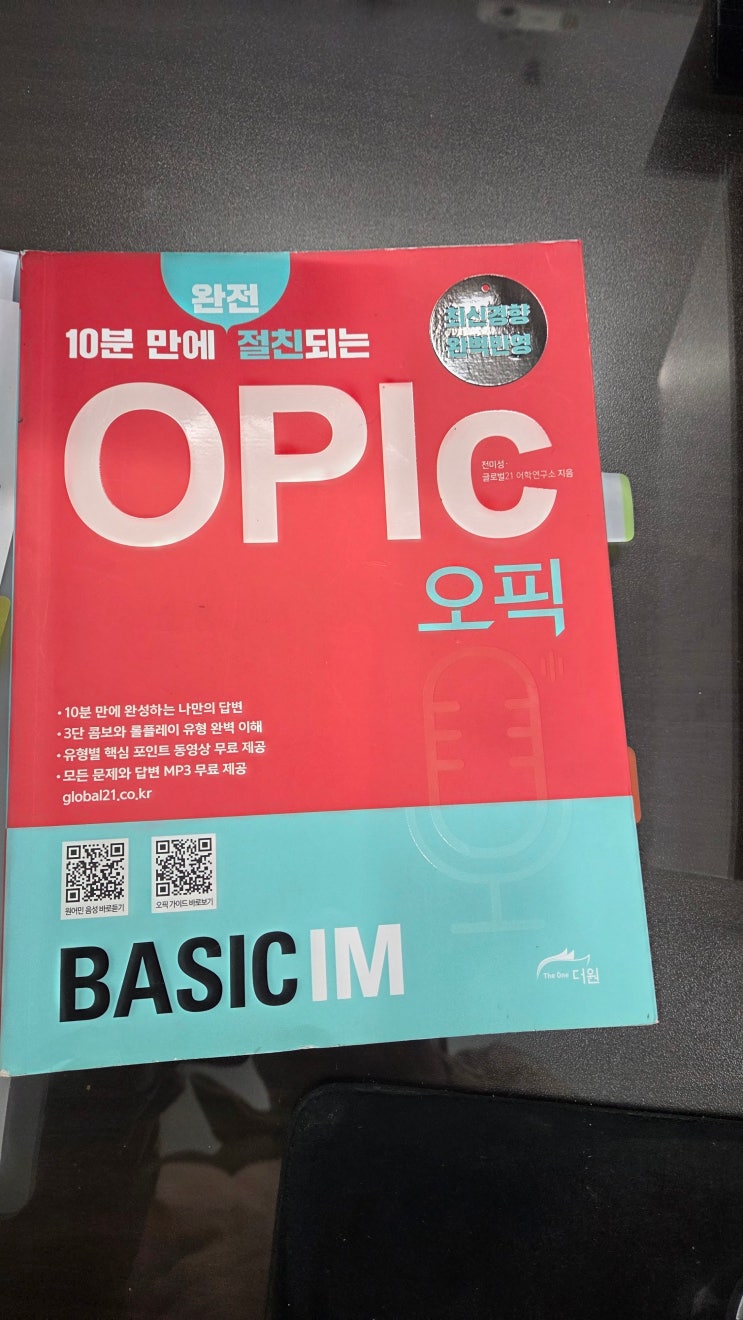 완전
10분 만에 절친되는
최신경향
완벽반영
OPIc
전미성·
글로벌21 어학연구소 지음
오픽
• 10분 만에 완성하는 나만의 답변
• 3단 콤보와 롤플레이 유형 완벽 이해
• 유형별 핵심 포인트 동영상 무료 제공
• 모든 문제와 답변 MP3 무료 제공
global21.co.kr
원어민 음성 바로듣기
오픽 가이드 바로보기
BASIC IM
The One 더원